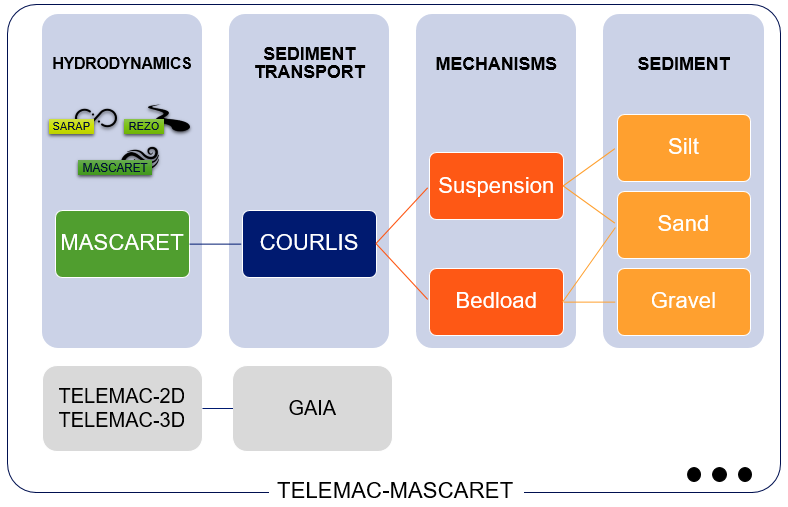 HYDRODYNAMICS
SEDIMENT
TRANSPORT
MECHANISMS
SEDIMENT
SARAP
REZO
MASCARET
MASCARET
COURLIS
Suspension
Bedload
Silt
Sand
Gravel
TELEMAC-2D
TELEMAC-3D
GAIA
TELEMAC-MASCARET